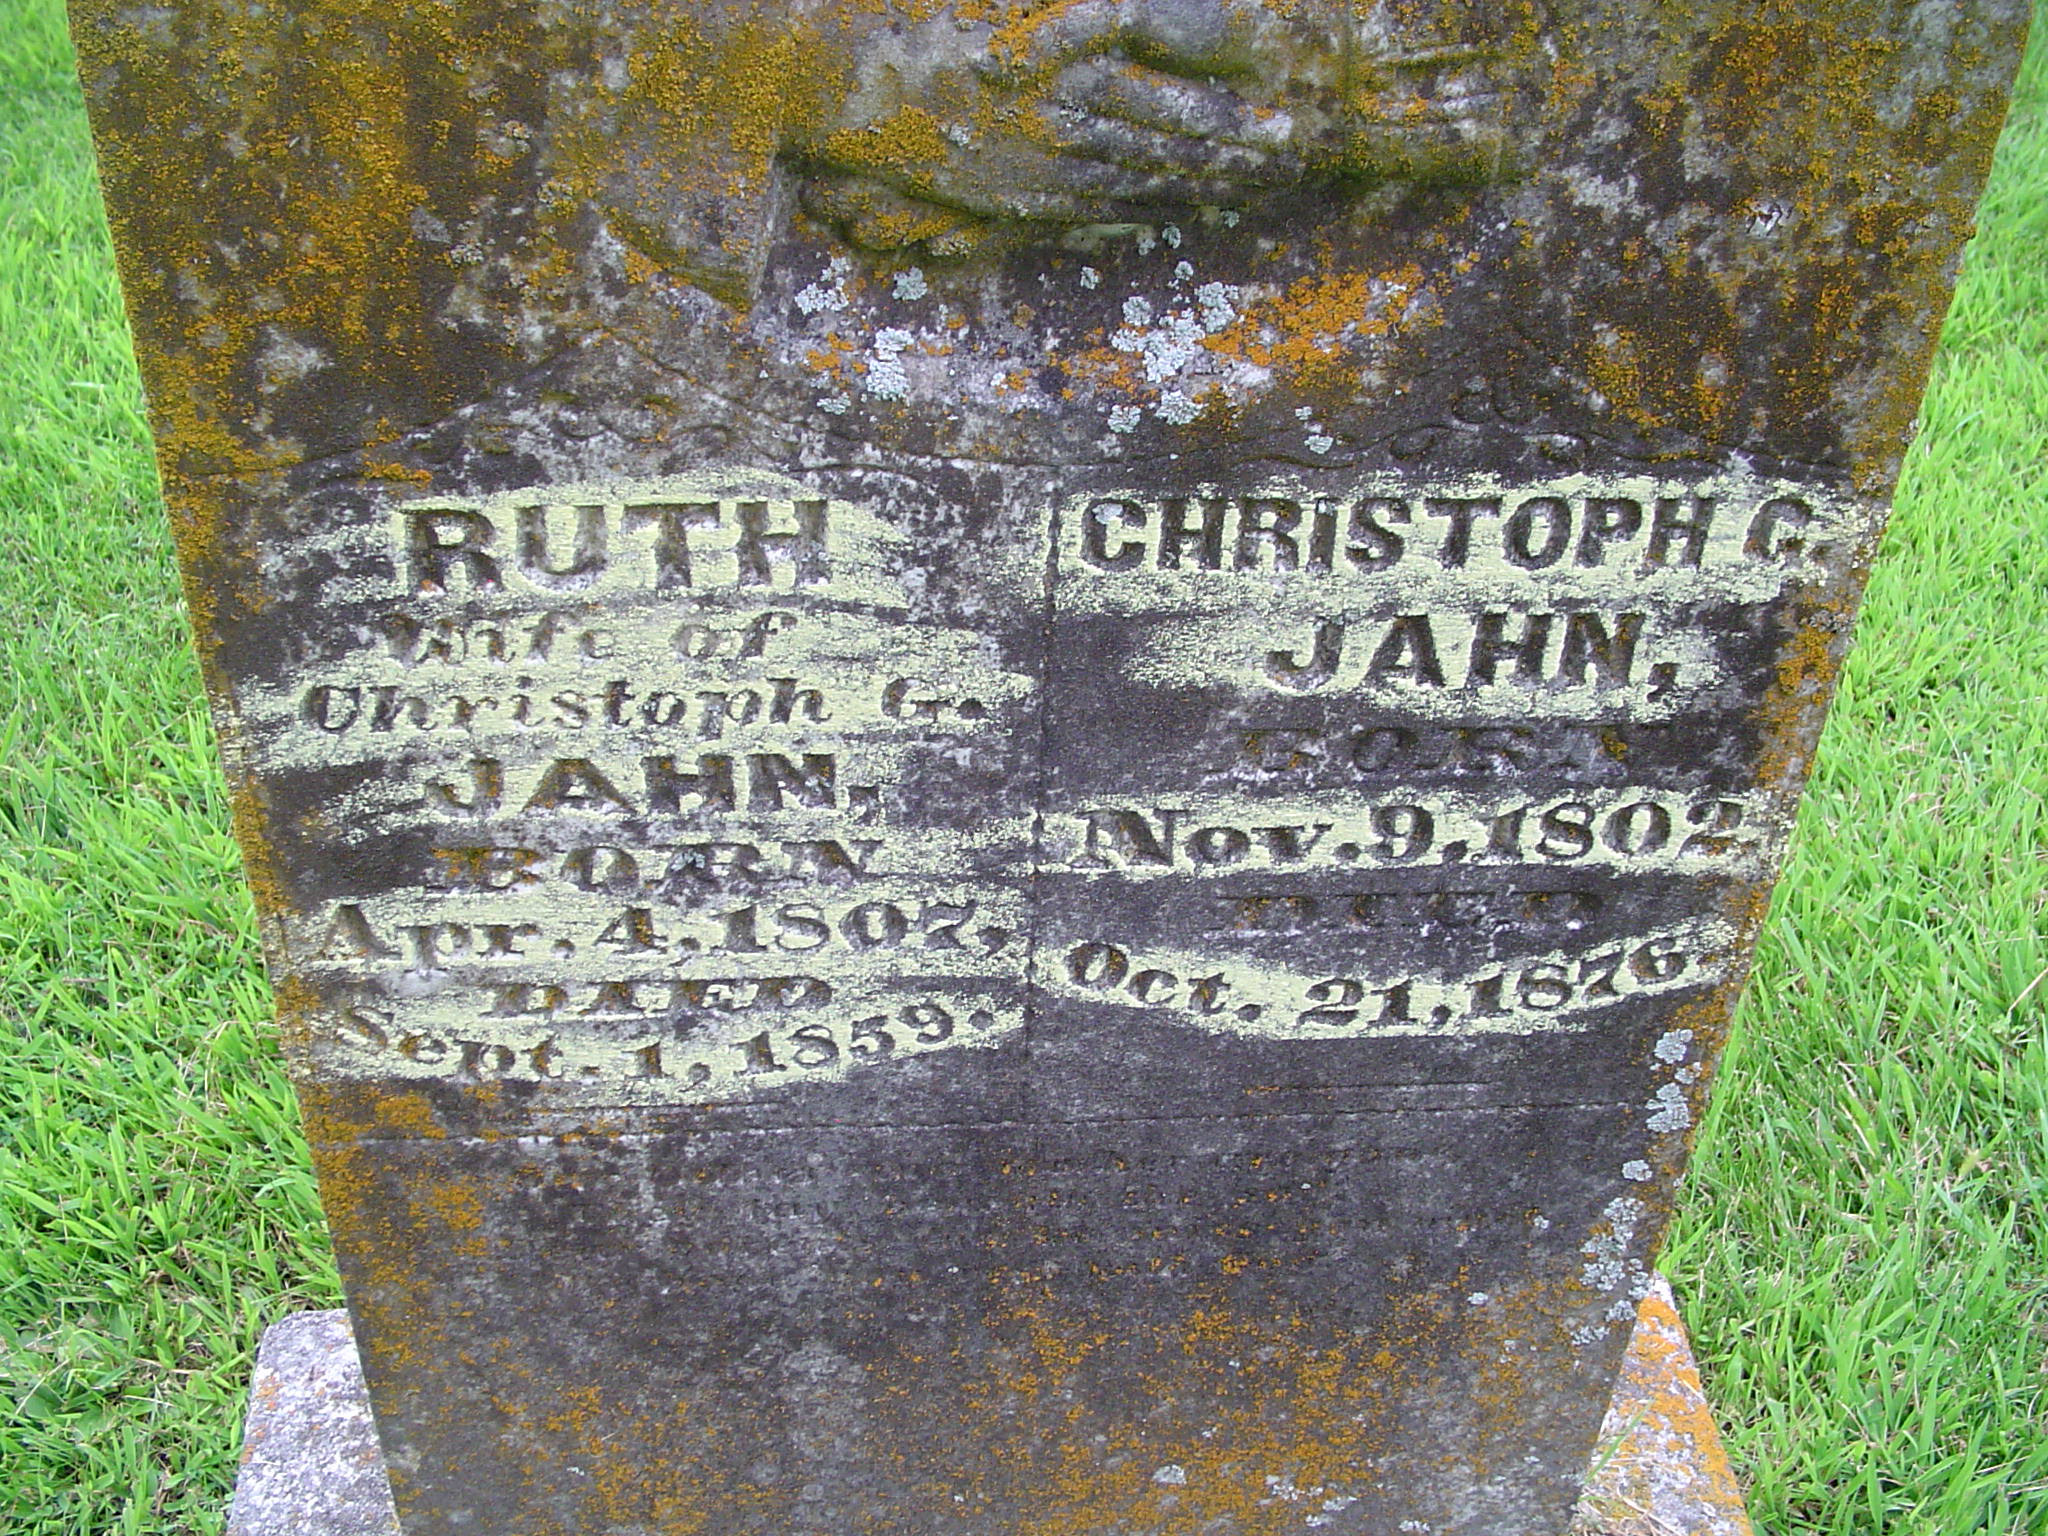 RUTH
Wife of
Christoph G.
JAHN,
BORN
Apr. 4, 1807,
DIED
Sept. 1, 1859.
CHRISTOPH G.
JAHN,
BORN
Nov. 9, 1802
DIED
Oct. 21, 1876